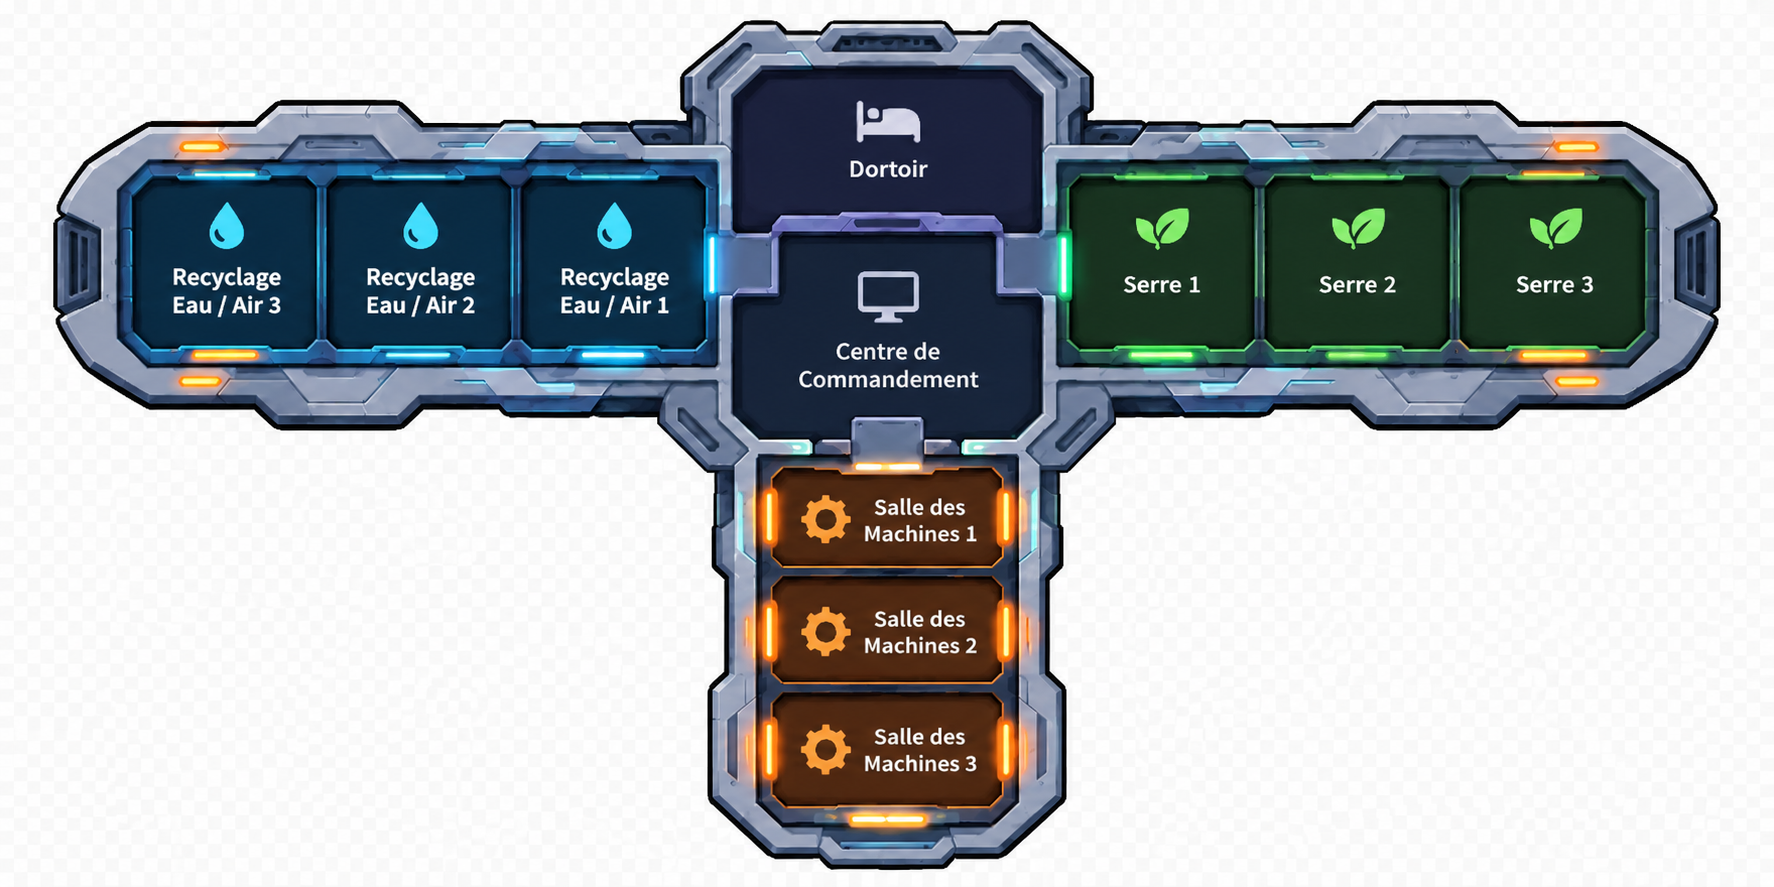 Dortoir
Recyclage
Eau / Air 3
Recyclage
Eau / Air 2
Recyclage
Eau / Air 1
Centre de
Commandement
Serre 1
Serre 2
Serre 3
Salle des
Machines 1
Salle des
Machines 2
Salle des
Machines 3